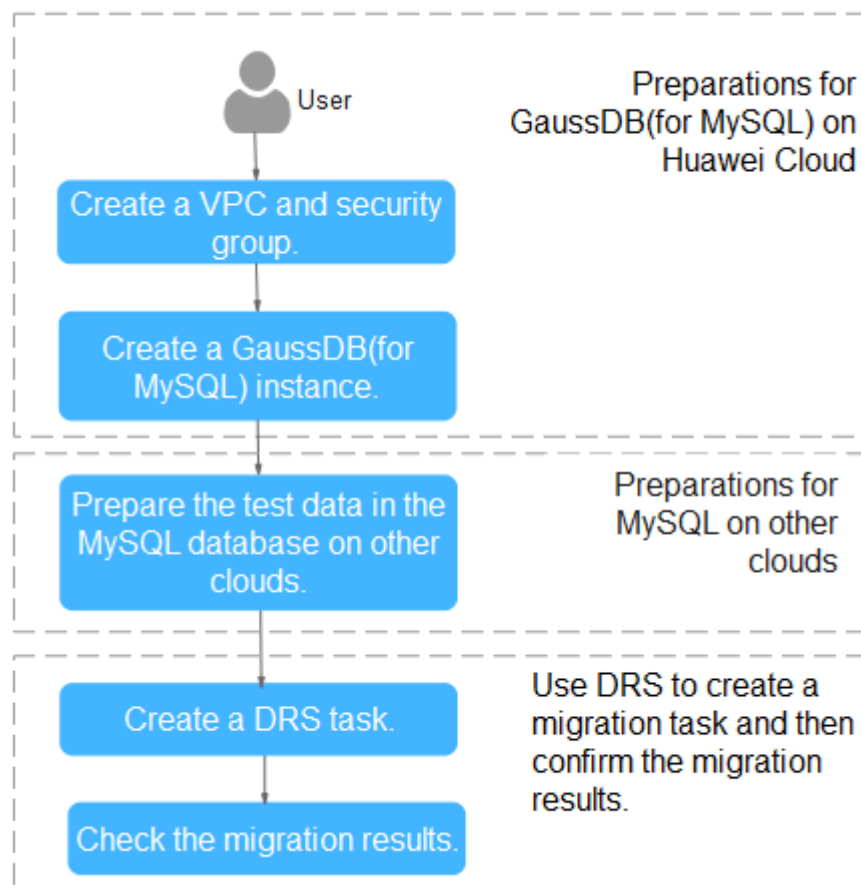 User
Preparations for
GaussDB(for MySQL) on
Huawei Cloud
Create a VPC and security
group.
Create a GaussDB(for
MySQL) instance.
Prepare the test data in the
MySQL database on other
clouds.
Preparations for
MySQL on other
clouds
Create a DRS task.
Use DRS to create a
migration task and then
confirm the migration
results.
Check the migration results.